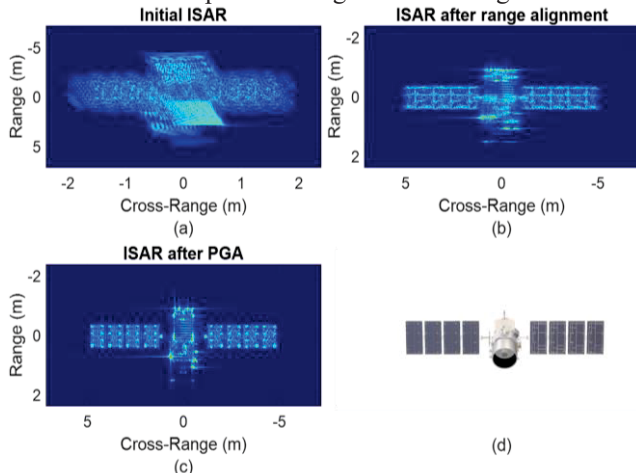 Initial ISAR
-5
0
5
Range (m)
-2 -1 0 1 2
Cross-Range (m)
(a)
ISAR after range alignment
-2
0
2
Range (m)
5 0 -5
Cross-Range (m)
(b)
ISAR after PGA
-2
0
2
Range (m)
5 0 -5
Cross-Range (m)
(c)
(d)